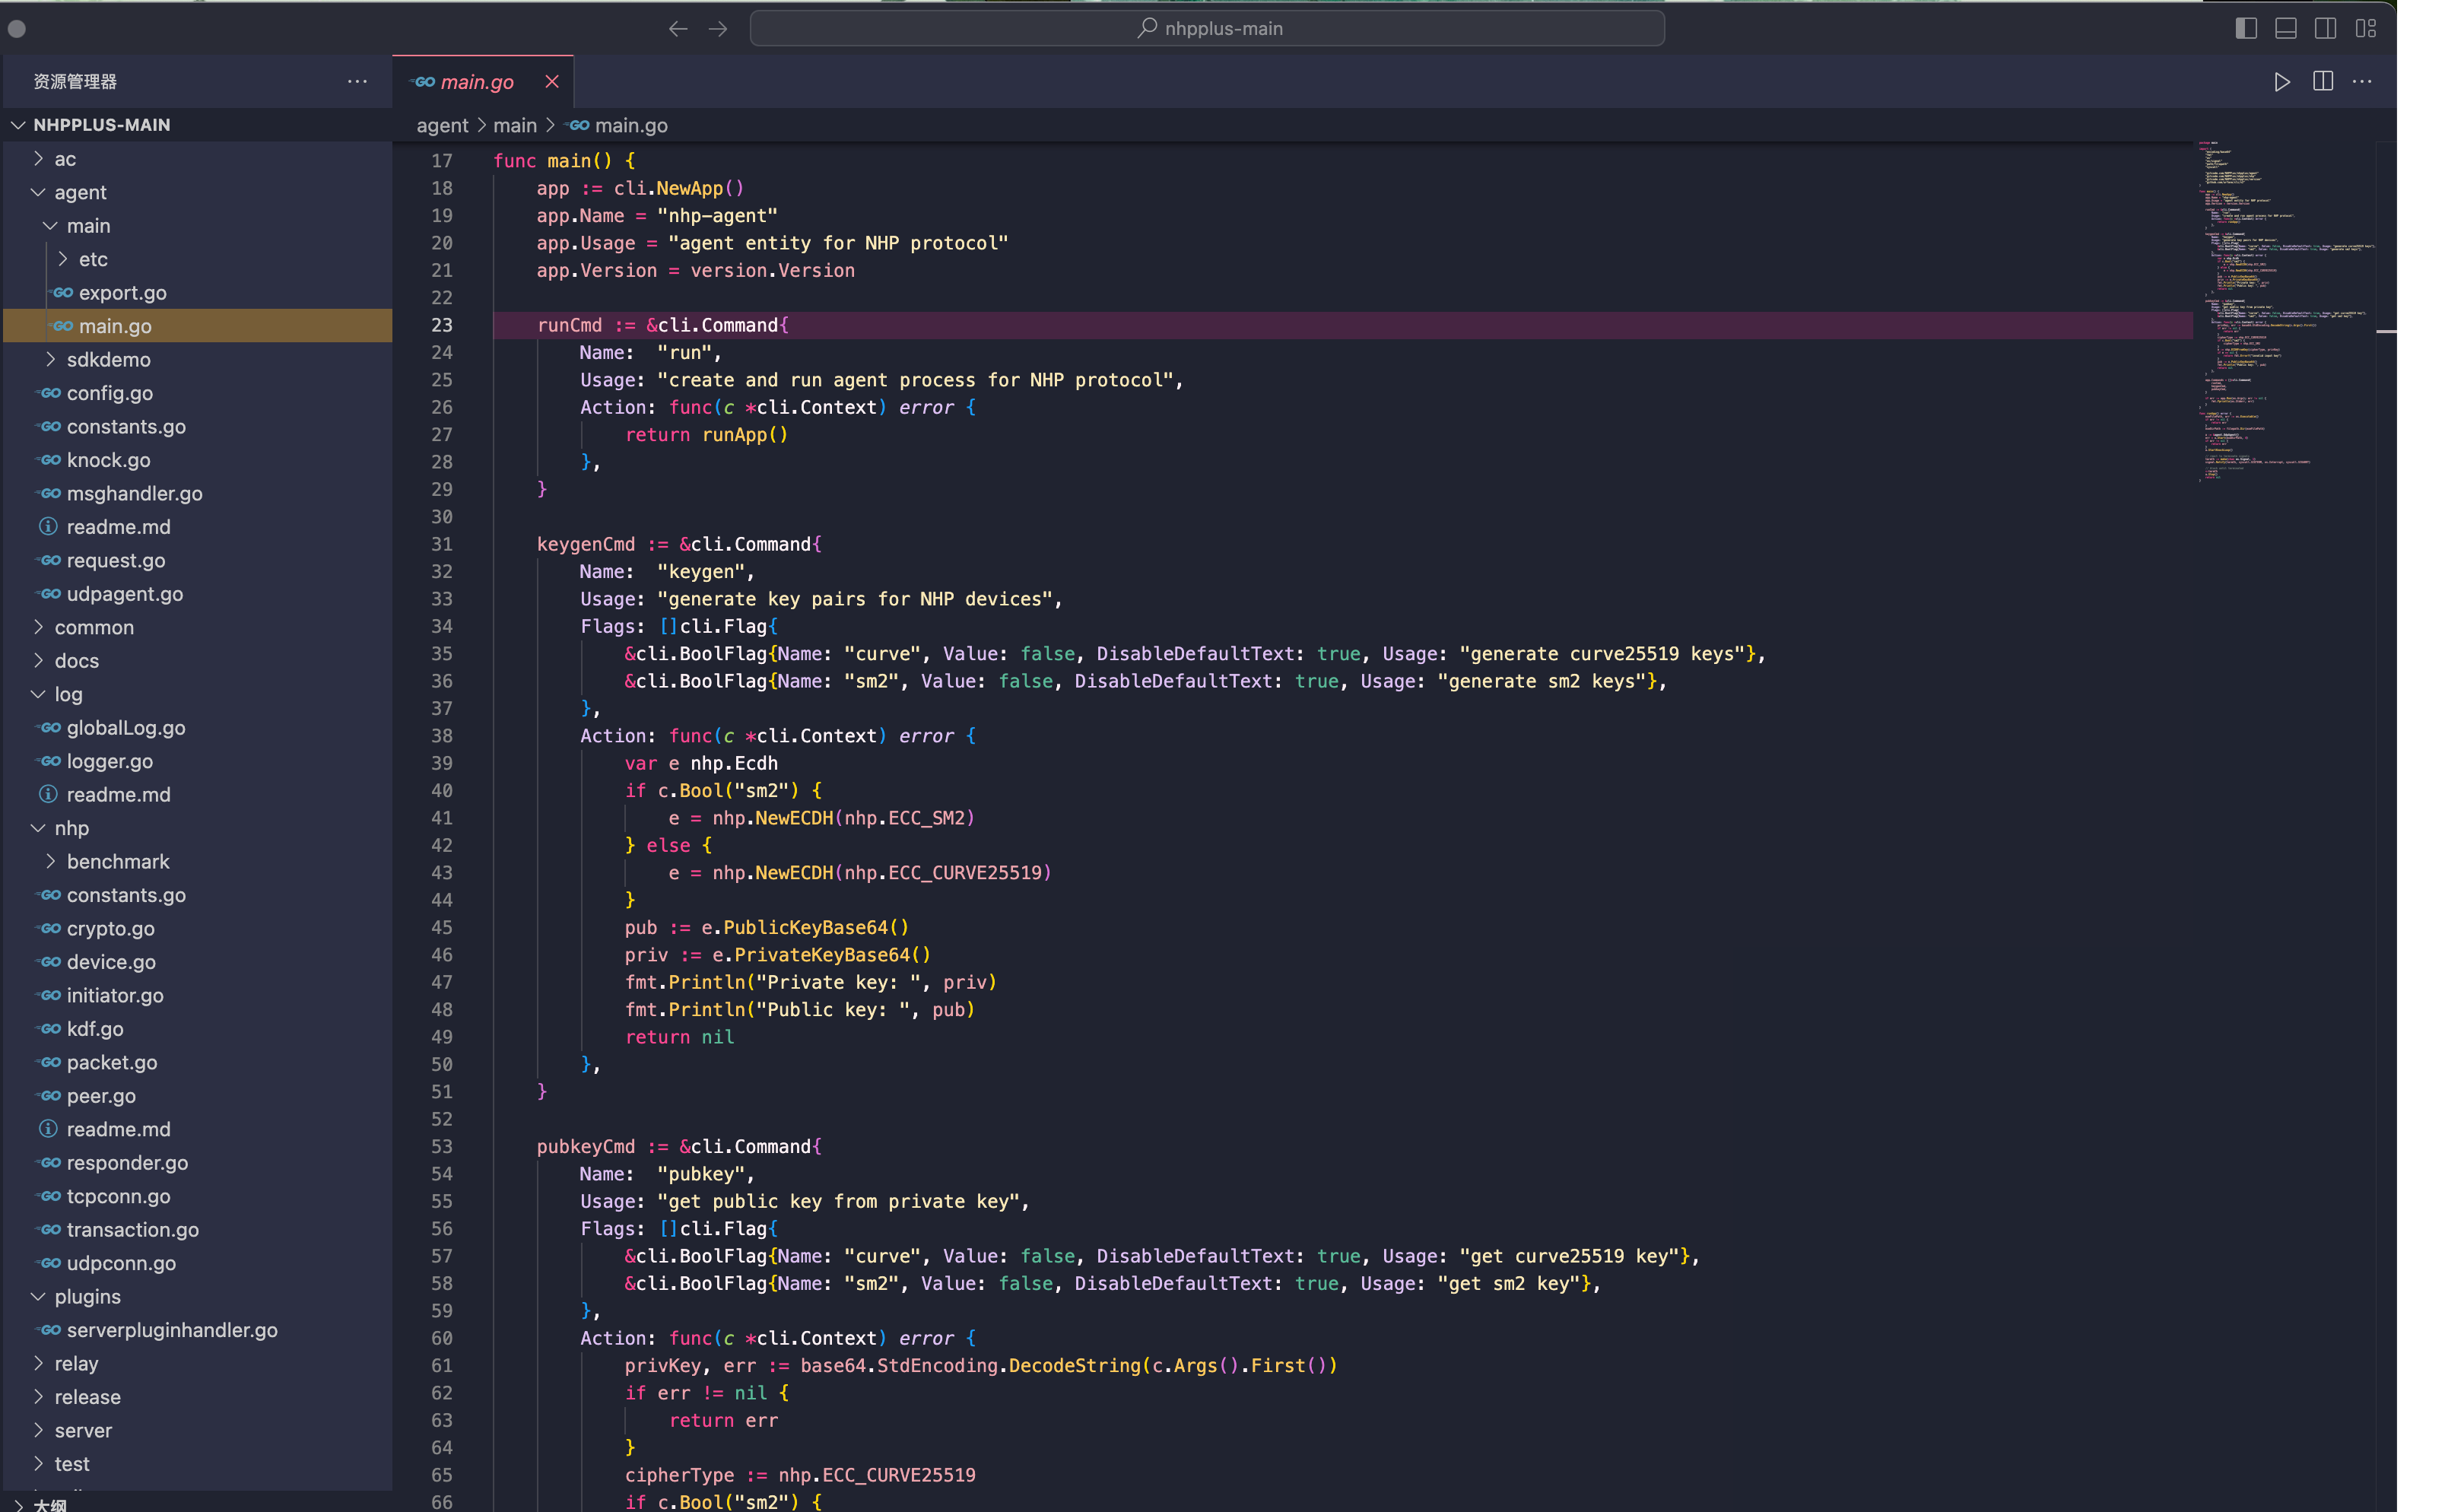 nhpplus-main
资源管理器
NHPPLUS-MAIN
ac
agent
main
etc
export.go
main.go
sdkdemo
config.go
constants.go
knock.go
msghandler.go
readme.md
request.go
udpagent.go
common
docs
log
globalLog.go
logger.go
readme.md
nhp
benchmark
constants.go
crypto.go
device.go
initiator.go
kdf.go
packet.go
peer.go
readme.md
responder.go
tcpconn.go
transaction.go
udpconn.go
plugins
serverpluginhandler.go
relay
release
server
test
大纲
GO main.go
agent > main > GO main.go
17 func main() {
18 app := cli.NewApp()
19 app.Name = "nhp-agent"
20 app.Usage = "agent entity for NHP protocol"
21 app.Version = version.Version
22
23 runCmd := &cli.Command{
24 Name: "run",
25 Usage: "create and run agent process for NHP protocol",
26 Action: func(c *cli.Context) error {
27 return runApp()
28 },
29 }
30
31 keygenCmd := &cli.Command{
32 Name: "keygen",
33 Usage: "generate key pairs for NHP devices",
34 Flags: []cli.Flag{
35 &cli.BoolFlag{Name: "curve", Value: false, DisableDefaultText: true, Usage: "generate curve25519 keys"},
36 &cli.BoolFlag{Name: "sm2", Value: false, DisableDefaultText: true, Usage: "generate sm2 keys"},
37 },
38 Action: func(c *cli.Context) error {
39 var e nhp.Ecdh
40 if c.Bool("sm2") {
41 e = nhp.NewECDH(nhp.ECC_SM2)
42 } else {
43 e = nhp.NewECDH(nhp.ECC_CURVE25519)
44 }
45 pub := e.PublicKeyBase64()
46 priv := e.PrivateKeyBase64()
47 fmt.Println("Private key: ", priv)
48 fmt.Println("Public key: ", pub)
49 return nil
50 },
51 }
52
53 pubkeyCmd := &cli.Command{
54 Name: "pubkey",
55 Usage: "get public key from private key",
56 Flags: []cli.Flag{
57 &cli.BoolFlag{Name: "curve", Value: false, DisableDefaultText: true, Usage: "get curve25519 key"},
58 &cli.BoolFlag{Name: "sm2", Value: false, DisableDefaultText: true, Usage: "get sm2 key"},
59 },
60 Action: func(c *cli.Context) error {
61 privKey, err := base64.StdEncoding.DecodeString(c.Args().First())
62 if err != nil {
63 return err
64 }
65 cipherType := nhp.ECC_CURVE25519
66 if c.Bool("sm2") {